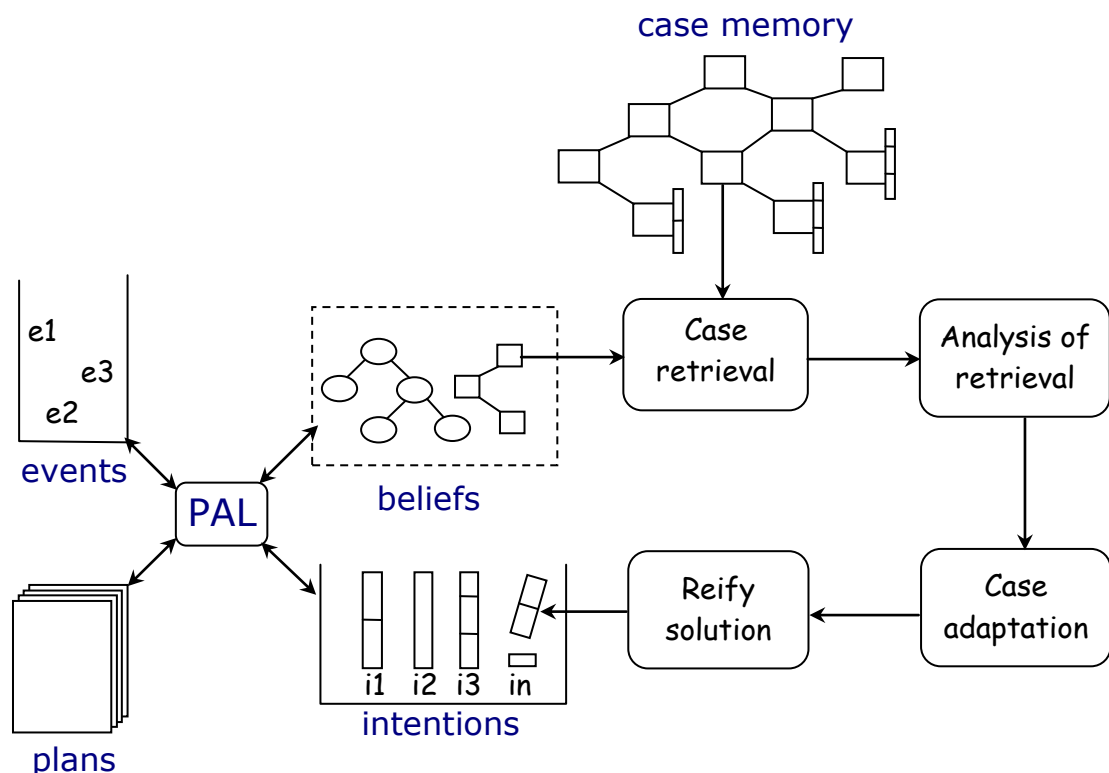 case memory
e1
e3
e2
events
beliefs
Case
retrieval
Analysis of
retrieval
PAL
plans
i1 i2 i3 in
intentions
Reify
solution
Case
adaptation